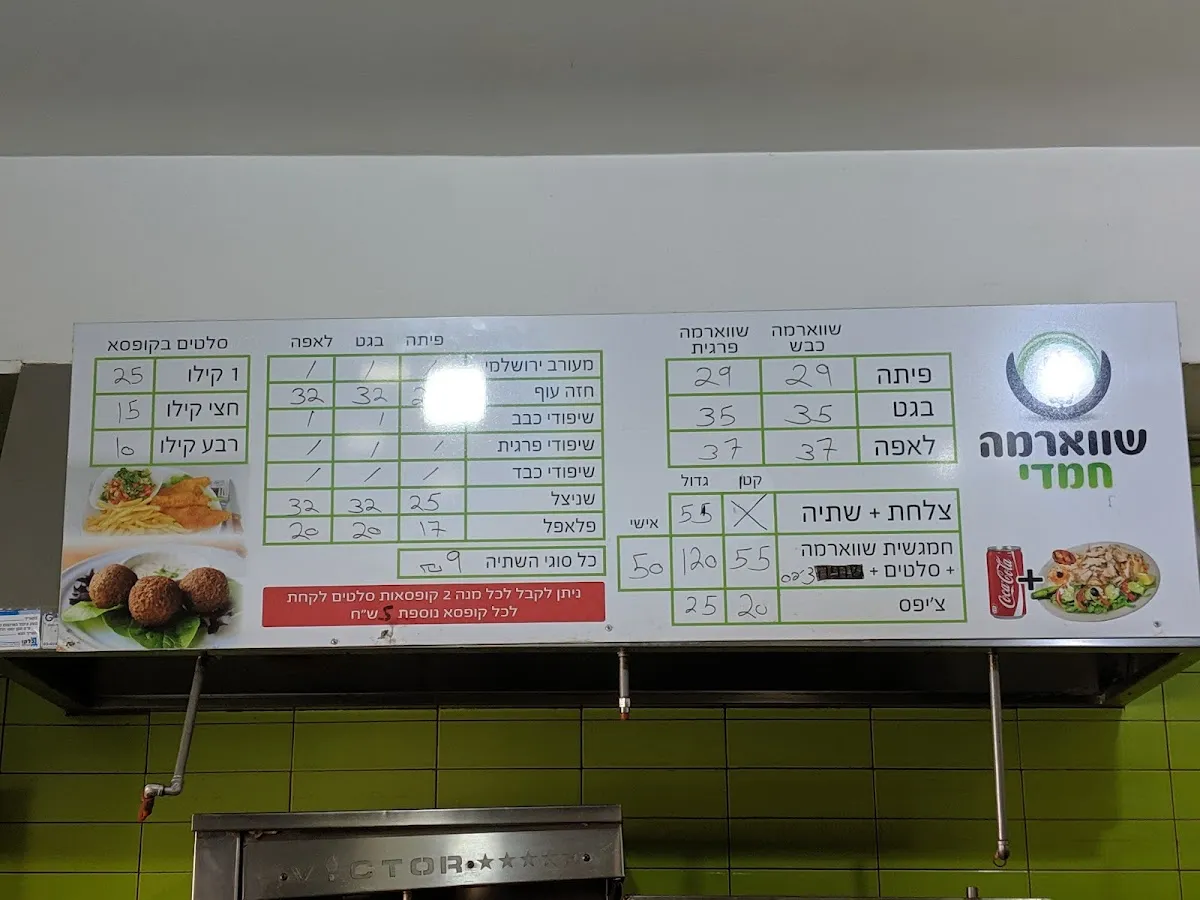 שווארמה
חמדי
שווארמה כבש שווארמה פרגית
פיתה 29 29
בגט 35 35
לאפה 37 37
קטן גדול
צלחת + שתיה X 55
אישי
חמגשית שווארמה
+ סלטים + צ'יפס 55 120 50
צ'יפס 20 25
Coca-Cola
+
פיתה בגט לאפה
מעורב ירושלמי / / /
חזה עוף 32 32
שיפודי כבב / /
שיפודי פרגית / / /
שיפודי כבד / / /
שניצל 25 32 32
פלאפל 17 20 20
כל סוגי השתיה 9 ₪
ניתן לקבל לכל מנה 2 קופסאות סלטים לקחת
לכל קופסא נוספת 5 ש"ח
סלטים בקופסא
1 קילו 25
חצי קילו 15
רבע קילו 10
VICTOR